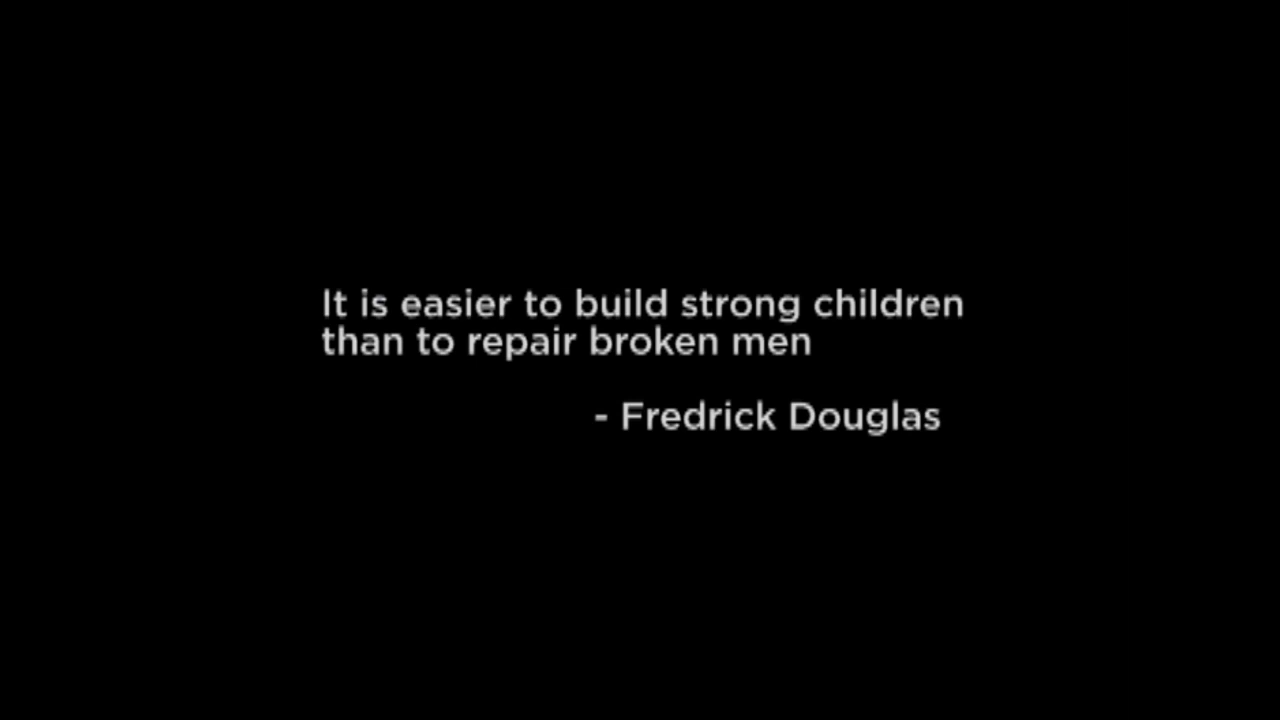 It is easier to build strong children
than to repair broken men
- Fredrick Douglas